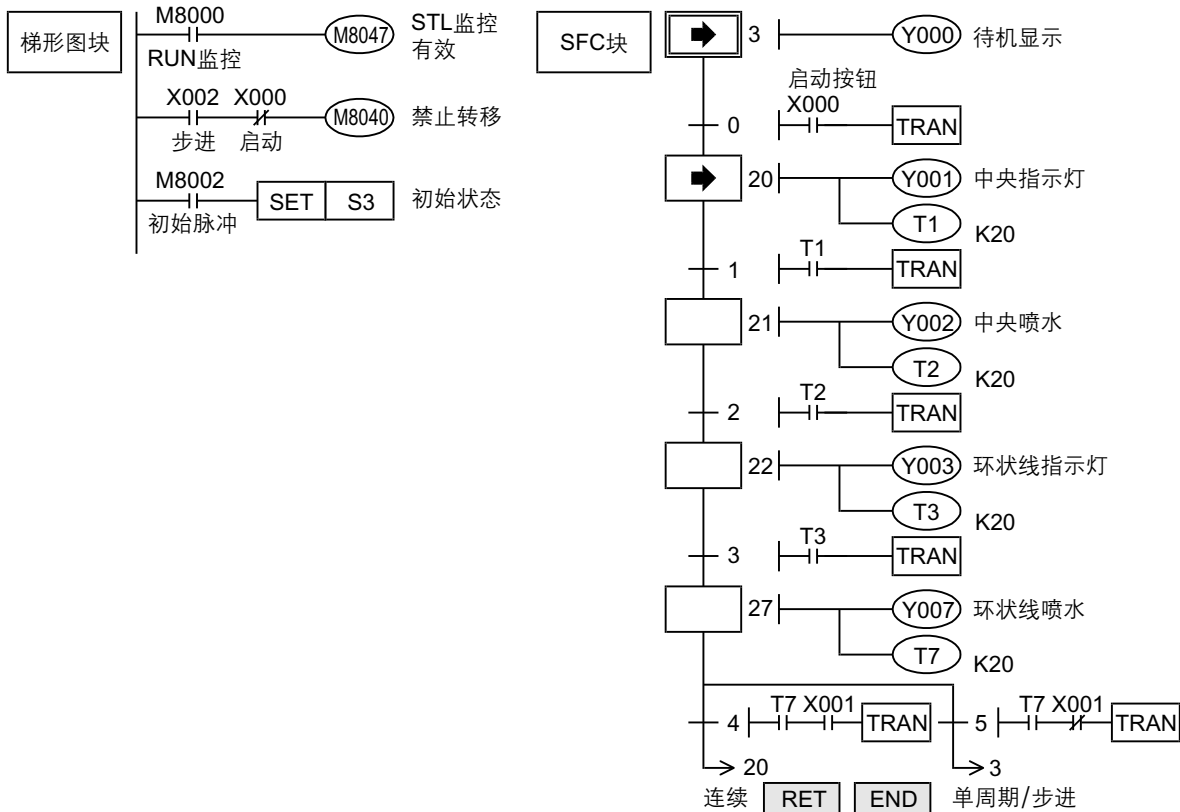 梯形图块
M8000
M8047
STL监控
有效
RUN监控
X002 X000
M8040
禁止转移
步进 启动
M8002
SET S3
初始状态
初始脉冲
SFC块
3
Y000
待机显示
启动按钮
X000
0
TRAN
20
Y001
中央指示灯
T1
K20
T1
1
TRAN
21
Y002
中央喷水
T2
K20
T2
2
TRAN
22
Y003
环状线指示灯
T3
K20
T3
3
TRAN
27
Y007
环状线喷水
T7
K20
T7 X001
4
TRAN
T7 X001
5
TRAN
20
3
连续
RET
END
单周期/步进